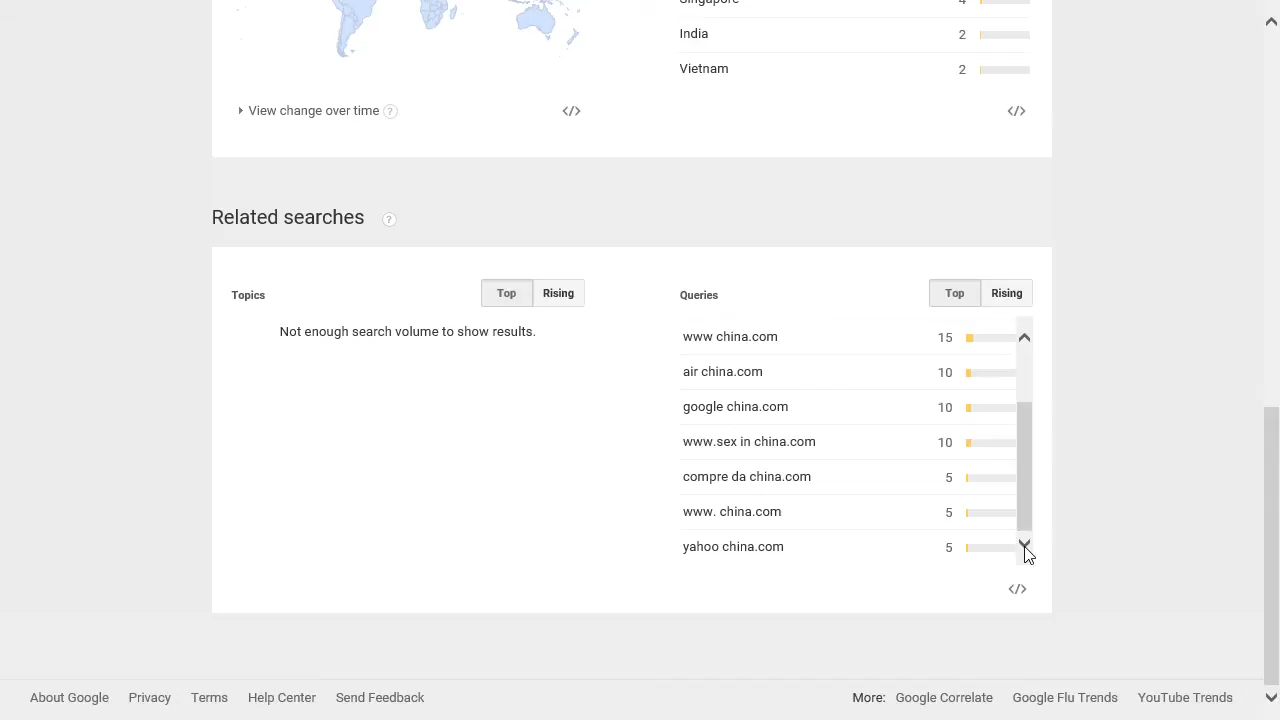 Singapore 4
India 2
Vietnam 2
View change over time ?
</>
</>
Related searches ?
Topics Top Rising
Not enough search volume to show results.
Queries Top Rising
www china.com 15
air china.com 10
google china.com 10
www.sex in china.com 10
compre da china.com 5
www. china.com 5
yahoo china.com 5
</>
About Google Privacy Terms Help Center Send Feedback
More: Google Correlate Google Flu Trends YouTube Trends